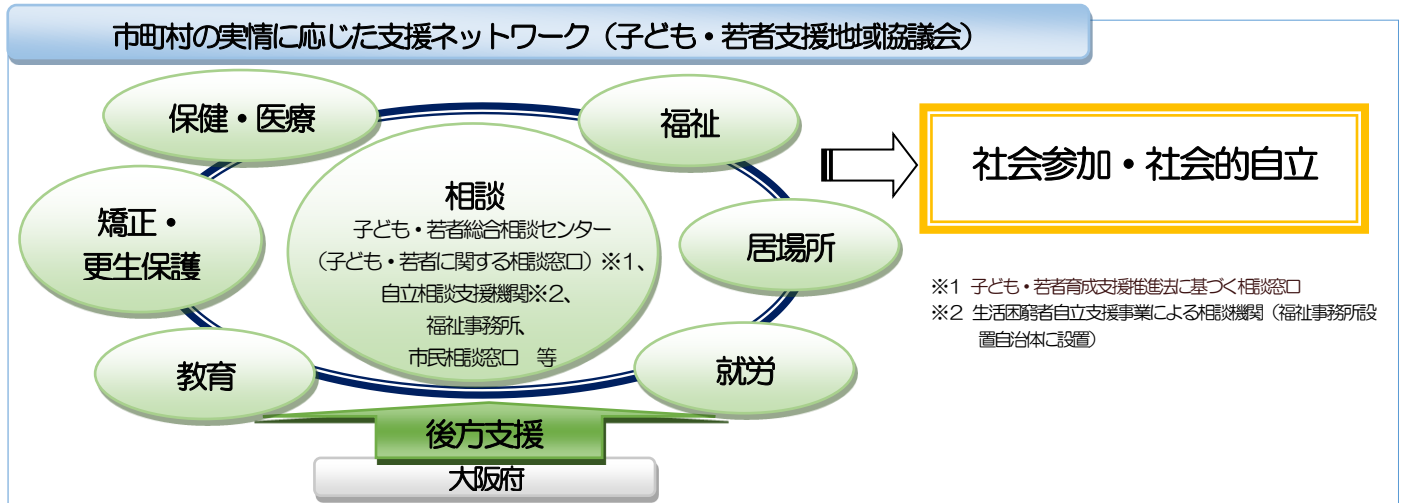 市町村の実情に応じた支援ネットワーク（子ども・若者支援地域協議会）
保健・医療
福祉
矯正・
更生保護
相談
子ども・若者総合相談センター
（子ども・若者に関する相談窓口）※１、
自立相談支援機関※２、
福祉事務所、
市民相談窓口　等
居場所
教育
就労
後方支援
大阪府
社会参加・社会的自立
※１ 子ども・若者育成支援推進法に基づく相談窓口
※２ 生活困窮者自立支援事業による相談機関（福祉事務所設
置自治体に設置）